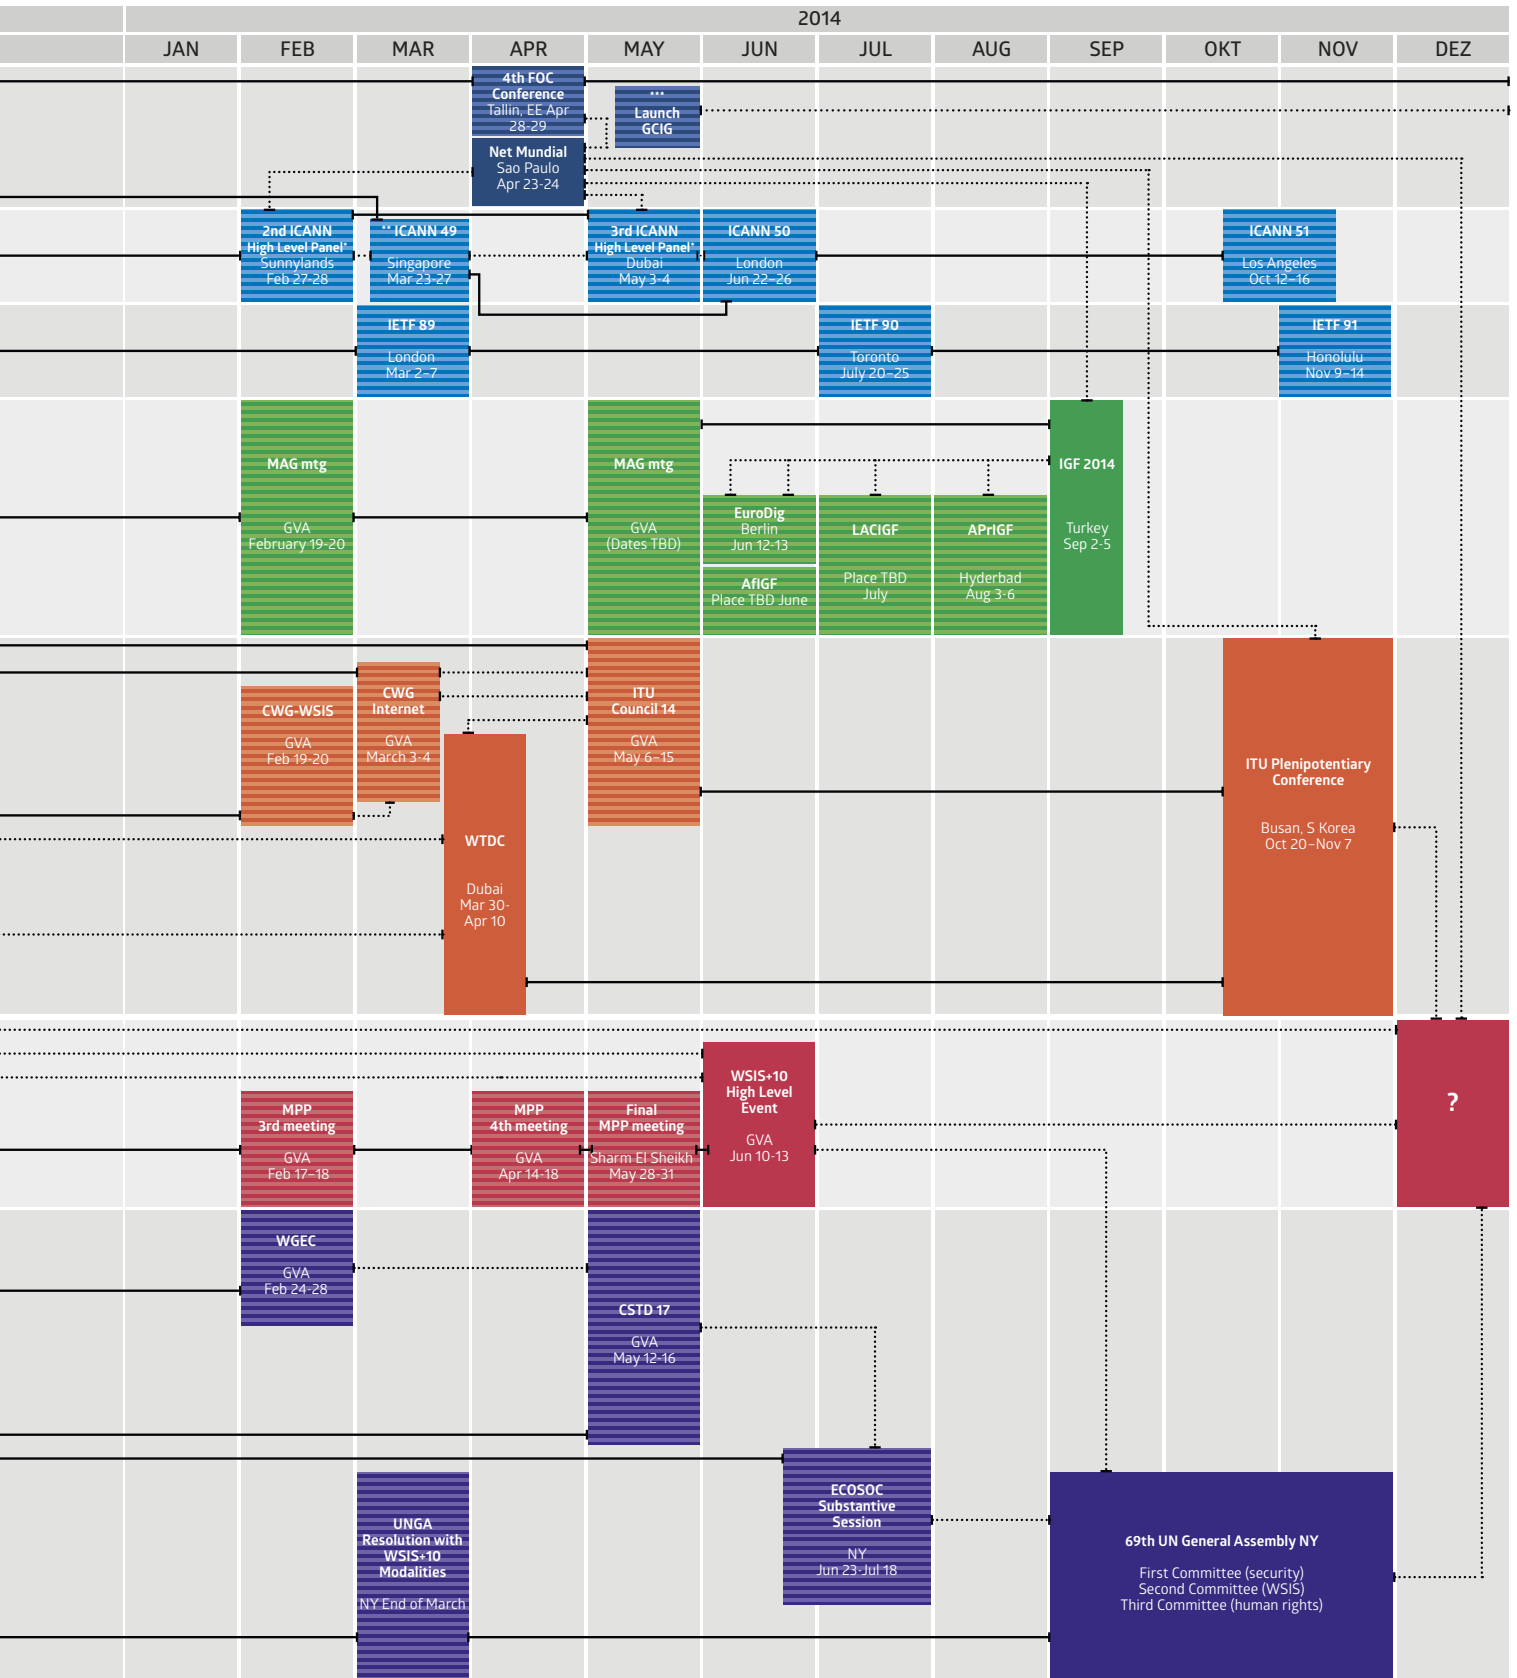 2014
JAN FEB MAR APR MAY JUN JUL AUG SEP OKT NOV DEZ
4th FOC
Conference
Tallin, EE Apr
28-29
***
Launch
GCIG
Net Mundial
Sao Paulo
Apr 23-24
2nd ICANN
High Level Panel*
Sunnylands
Feb 27-28
** ICANN 49
Singapore
Mar 23-27
3rd ICANN
High Level Panel*
Dubai
May 3-4
ICANN 50
London
Jun 22–26
ICANN 51
Los Angeles
Oct 12–16
IETF 89
London
Mar 2–7
IETF 90
Toronto
July 20–25
IETF 91
Honolulu
Nov 9–14
MAG mtg
GVA
February 19-20
MAG mtg
GVA
(Dates TBD)
EuroDig
Berlin
Jun 12-13
AfIGF
Place TBD June
LACIGF
Place TBD
July
APrIGF
Hyderbad
Aug 3-6
IGF 2014
Turkey
Sep 2-5
CWG-WSIS
GVA
Feb 19-20
CWG
Internet
GVA
March 3-4
WTDC
Dubai
Mar 30-
Apr 10
ITU
Council 14
GVA
May 6–15
ITU Plenipotentiary
Conference
Busan, S Korea
Oct 20–Nov 7
MPP
3rd meeting
GVA
Feb 17–18
MPP
4th meeting
GVA
Apr 14-18
Final
MPP meeting
Sharm El Sheikh
May 28-31
WSIS+10
High Level
Event
GVA
Jun 10-13
?
WGEC
GVA
Feb 24-28
CSTD 17
GVA
May 12-16
UNGA
Resolution with
WSIS+10
Modalities
NY End of March
ECOSOC
Substantive
Session
NY
Jun 23-Jul 18
69th UN General Assembly NY
First Committee (security)
Second Committee (WSIS)
Third Committee (human rights)